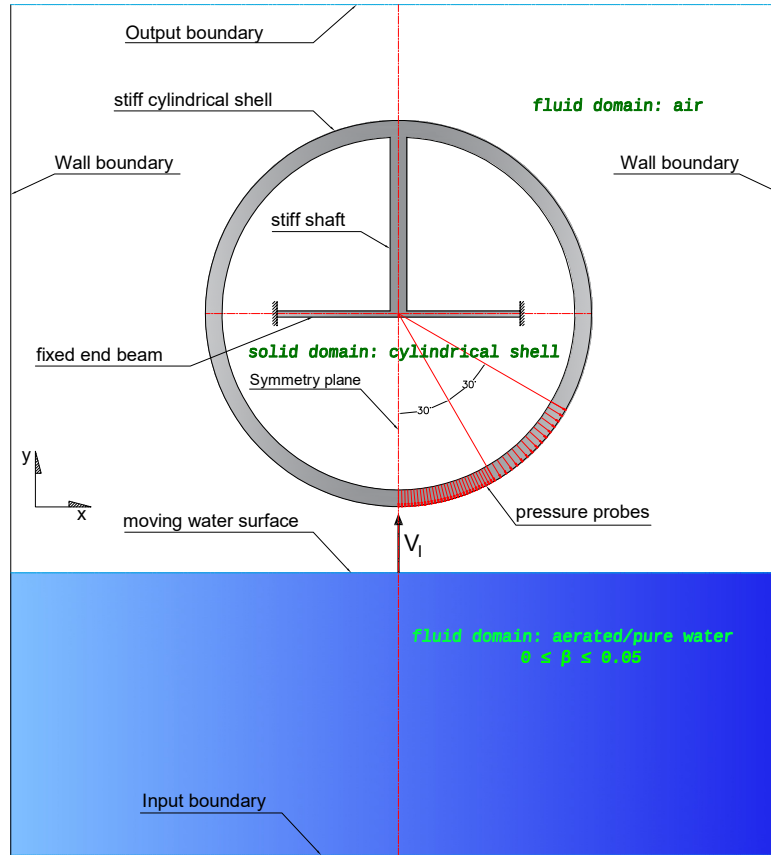 Output boundary
stiff cylindrical shell
fluid domain: air
Wall boundary
Wall boundary
stiff shaft
fixed end beam
solid domain: cylindrical shell
Symmetry plane
30°
30°
y
x
pressure probes
moving water surface
V_l
fluid domain: aerated/pure water
0 ≤ β ≤ 0.05
Input boundary